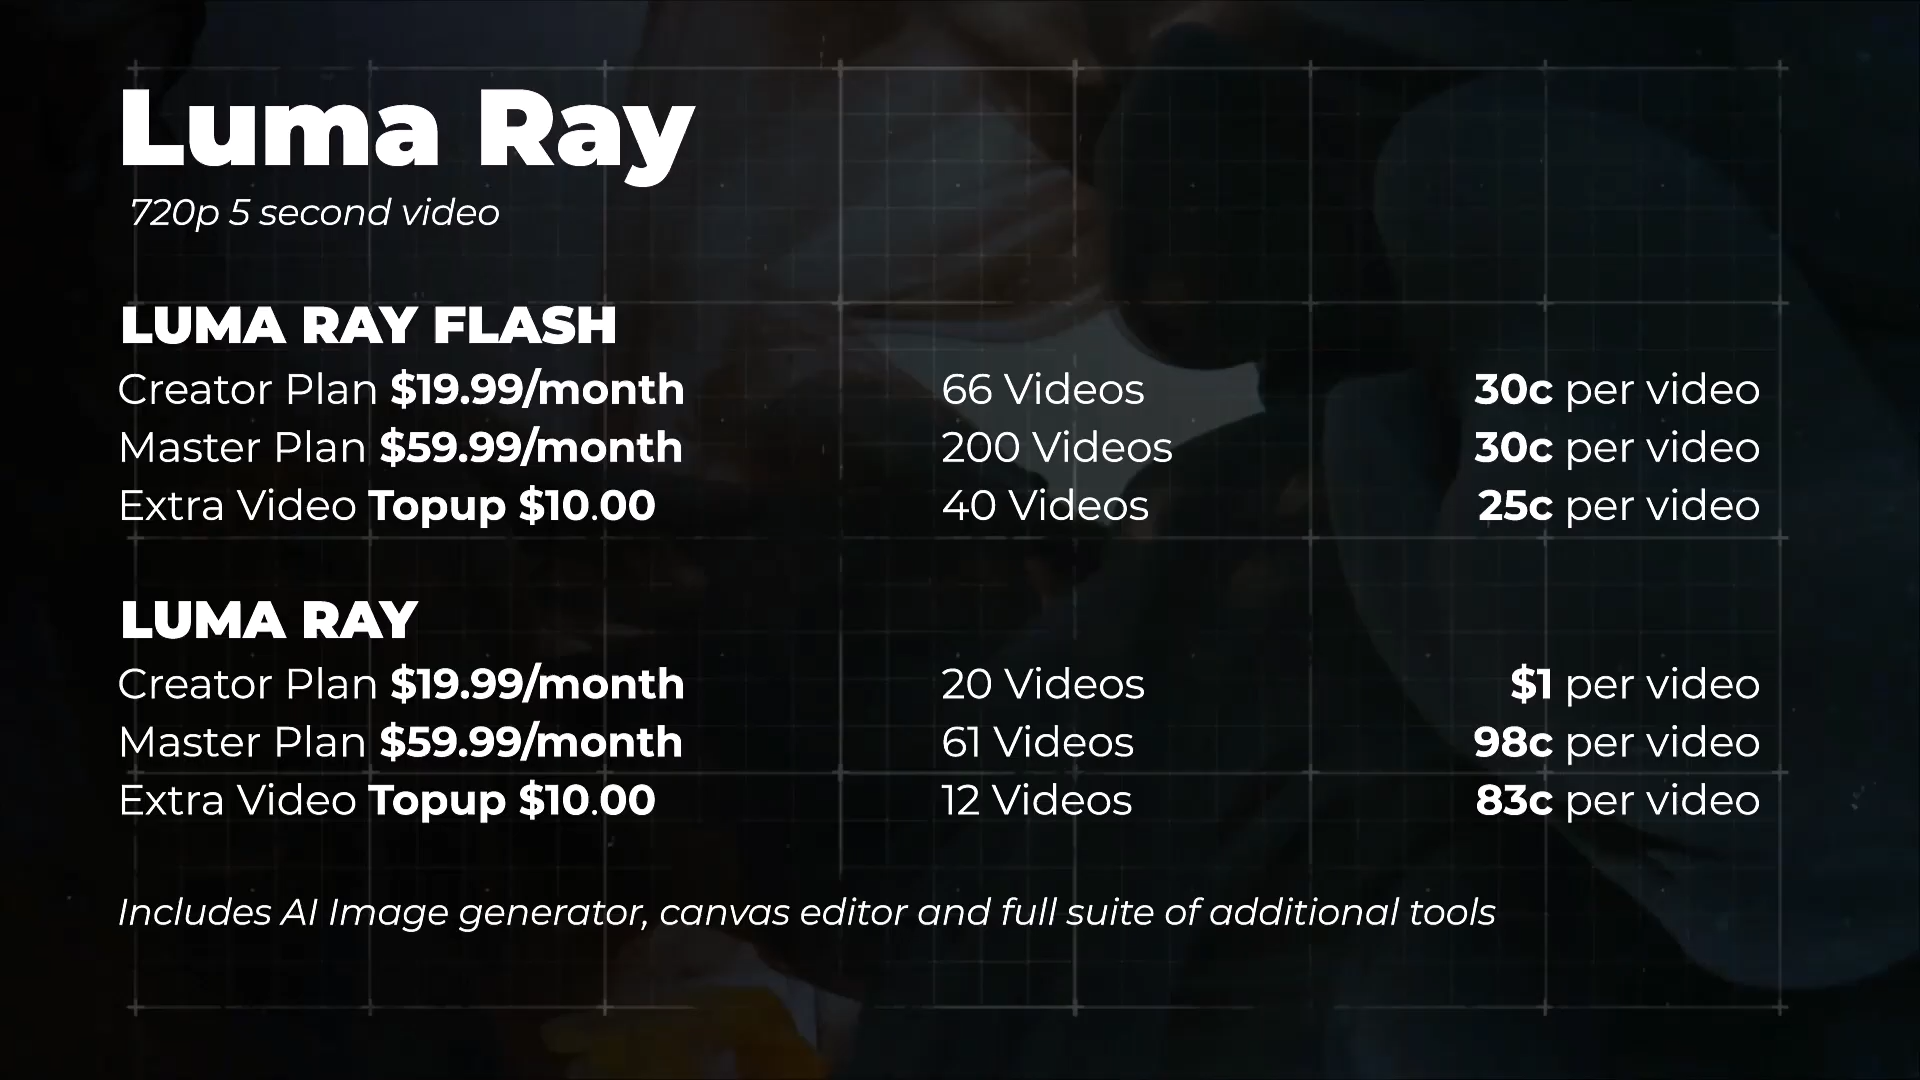 Luma Ray
720p 5 second video
LUMA RAY FLASH
Creator Plan $19.99/month 66 Videos 30c per video
Master Plan $59.99/month 200 Videos 30c per video
Extra Video Topup $10.00 40 Videos 25c per video
LUMA RAY
Creator Plan $19.99/month 20 Videos $1 per video
Master Plan $59.99/month 61 Videos 98c per video
Extra Video Topup $10.00 12 Videos 83c per video
Includes AI Image generator, canvas editor and full suite of additional tools